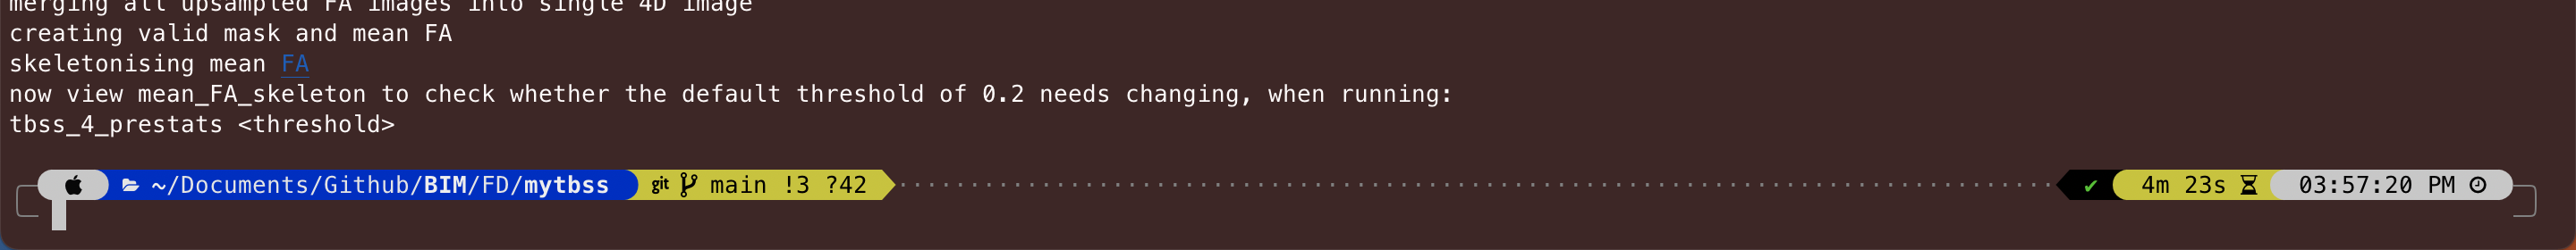 merging all upsampled FA images into single 4D image
creating valid mask and mean FA
skeletonising mean FA
now view mean_FA_skeleton to check whether the default threshold of 0.2 needs changing, when running:
tbss_4_prestats <threshold>
~/Documents/Github/BIM/FD/mytbss git main !3 ?42 ✔ 4m 23s 03:57:20 PM